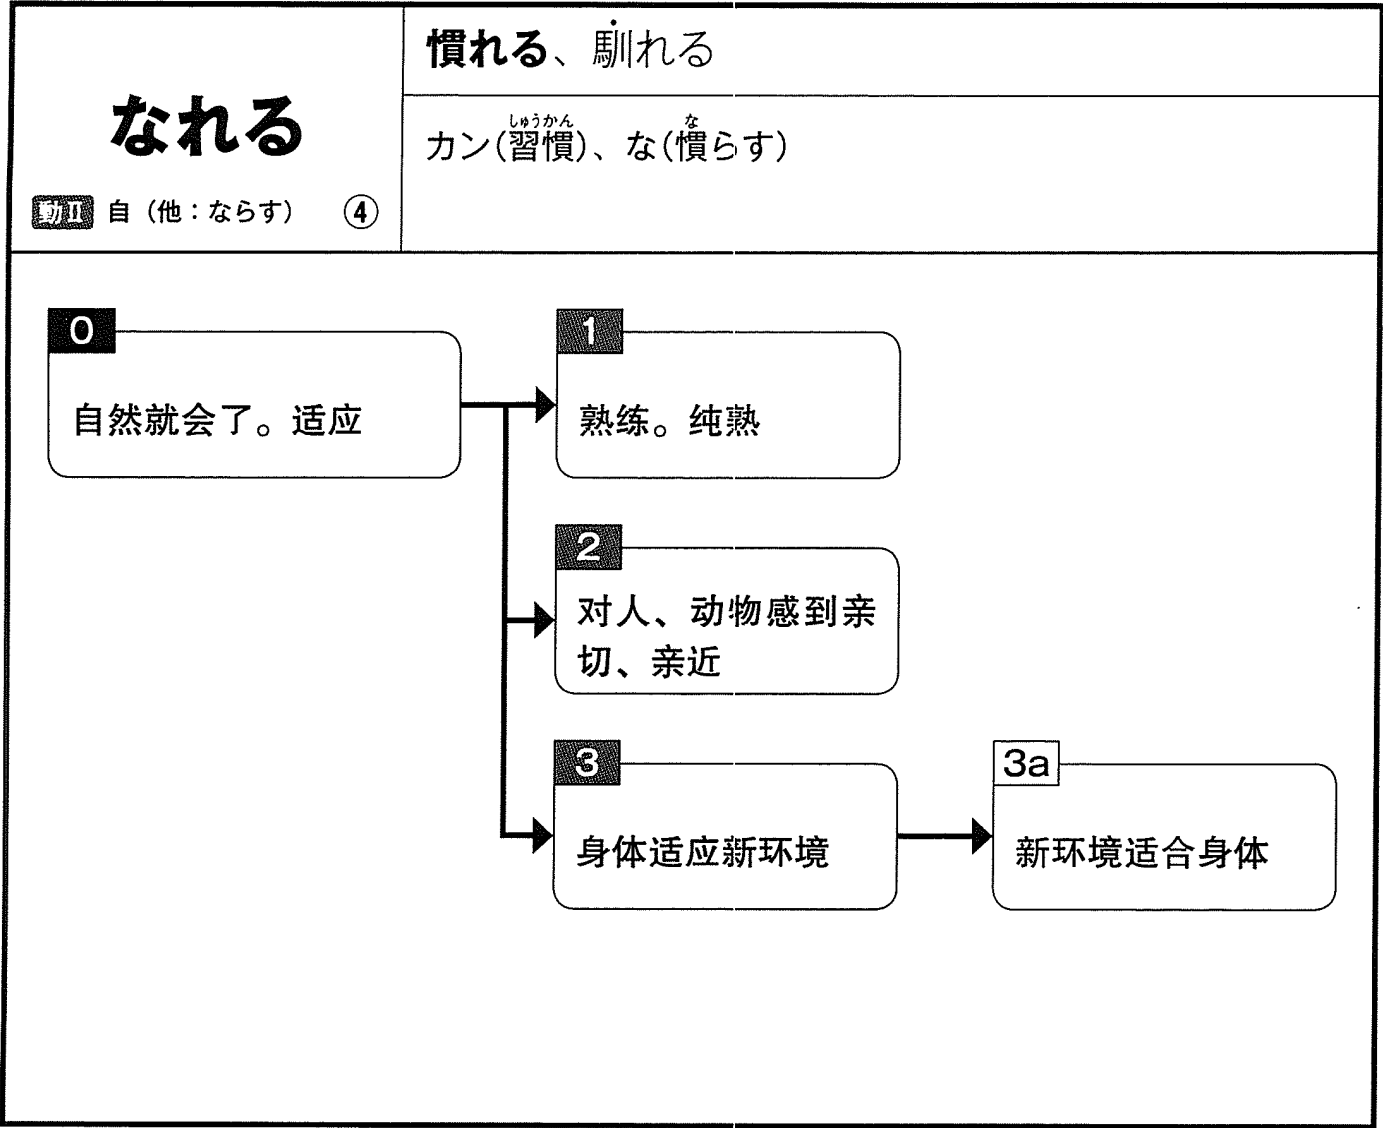 なれる
動Ⅱ 自（他：ならす） ④
慣れる、馴れる
しゅうかん な
カン(習慣)、な(慣らす)
0
自然就会了。适应
1
熟练。纯熟
2
对人、动物感到亲
切、亲近
3
身体适应新环境
3a
新环境适合身体